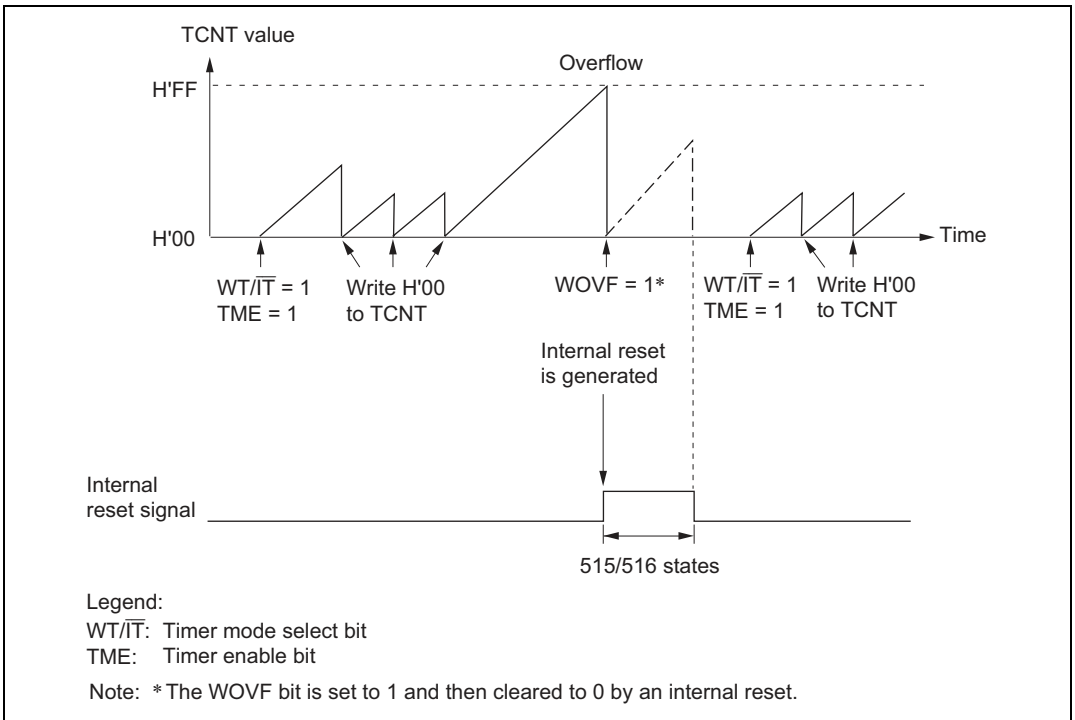 TCNT value
Overflow
H'FF
H'00
Time
WT/IT = 1
TME = 1
Write H'00
to TCNT
WOVF = 1*
WT/IT = 1
TME = 1
Write H'00
to TCNT
Internal reset
is generated
Internal
reset signal
515/516 states
Legend:
WT/IT: Timer mode select bit
TME: Timer enable bit
Note: * The WOVF bit is set to 1 and then cleared to 0 by an internal reset.